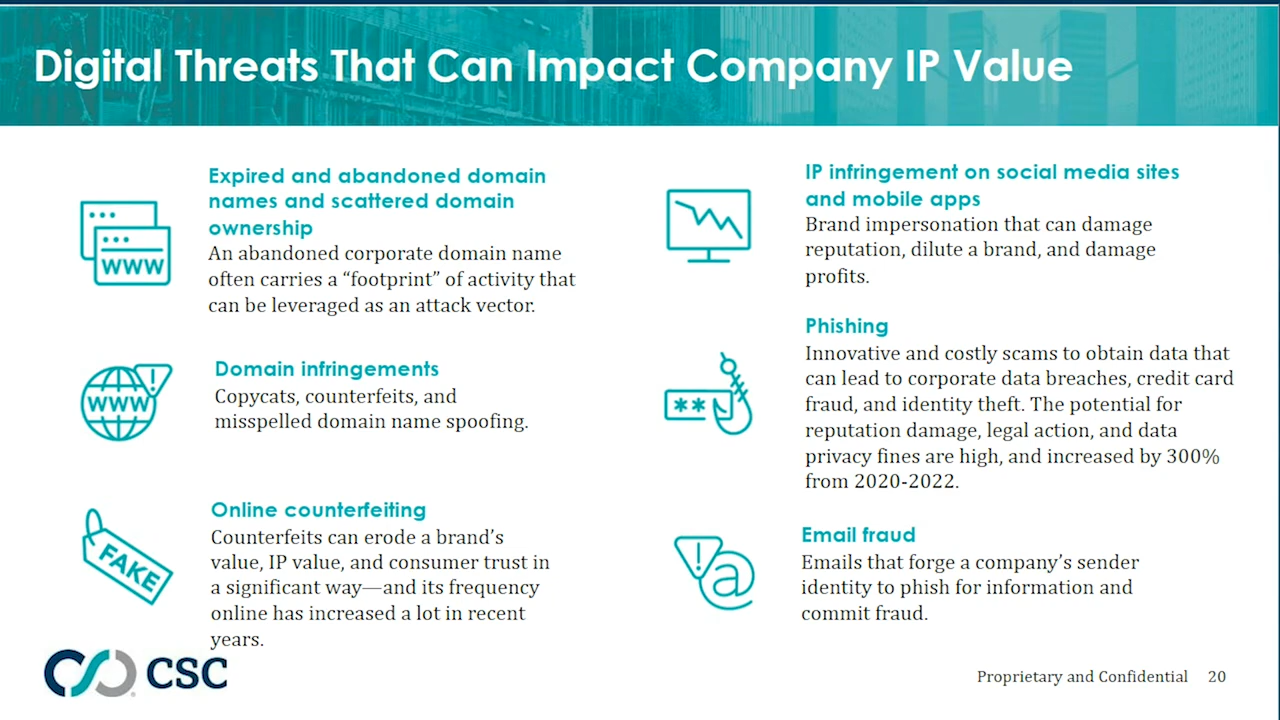 Digital Threats That Can Impact Company IP Value
Expired and abandoned domain
names and scattered domain
ownership
An abandoned corporate domain name
often carries a “footprint” of activity that
can be leveraged as an attack vector.
WWW
Domain infringements
Copycats, counterfeits, and
misspelled domain name spoofing.
WWW
!
Online counterfeiting
Counterfeits can erode a brand’s
value, IP value, and consumer trust in
a significant way—and its frequency
online has increased a lot in recent
years.
FAKE
IP infringement on social media sites
and mobile apps
Brand impersonation that can damage
reputation, dilute a brand, and damage
profits.
Phishing
Innovative and costly scams to obtain data that
can lead to corporate data breaches, credit card
fraud, and identity theft. The potential for
reputation damage, legal action, and data
privacy fines are high, and increased by 300%
from 2020-2022.
**
Email fraud
Emails that forge a company’s sender
identity to phish for information and
commit fraud.
!
@
CSC
Proprietary and Confidential 20